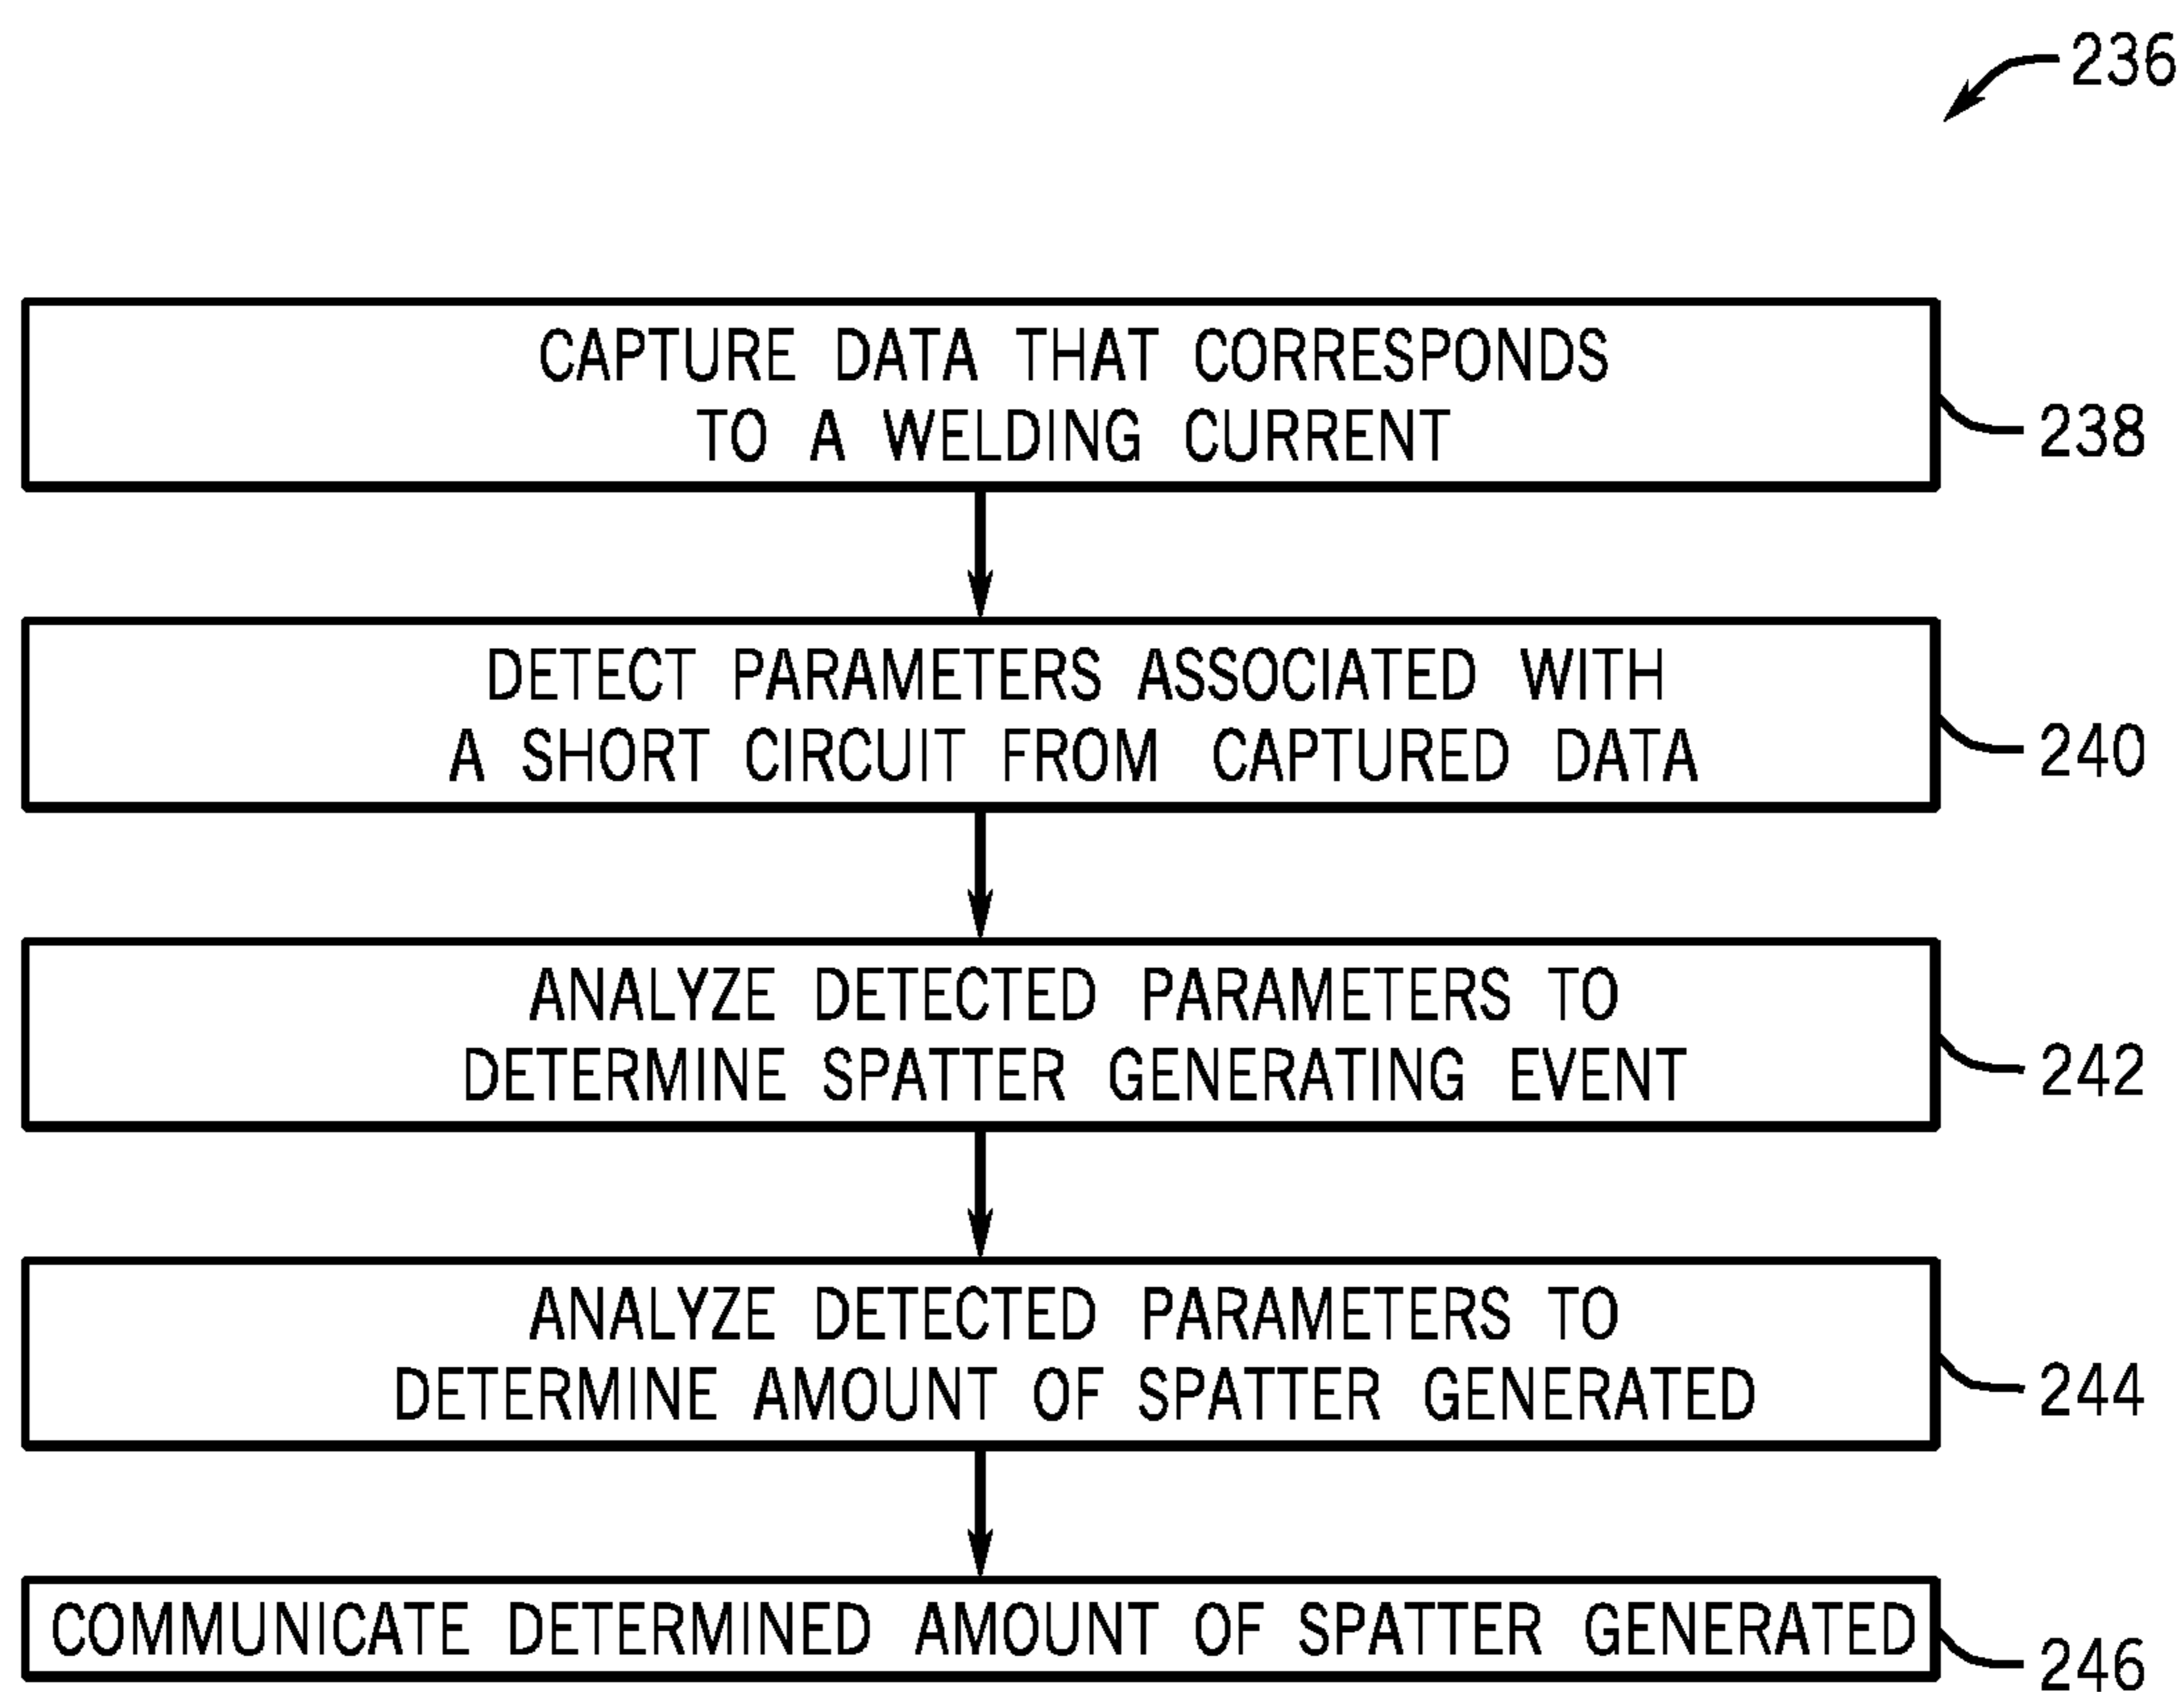 236
CAPTURE DATA THAT CORRESPONDS
TO A WELDING CURRENT
238
DETECT PARAMETERS ASSOCIATED WITH
A SHORT CIRCUIT FROM CAPTURED DATA
240
ANALYZE DETECTED PARAMETERS TO
DETERMINE SPATTER GENERATING EVENT
242
ANALYZE DETECTED PARAMETERS TO
DETERMINE AMOUNT OF SPATTER GENERATED
244
COMMUNICATE DETERMINED AMOUNT OF SPATTER GENERATED
246